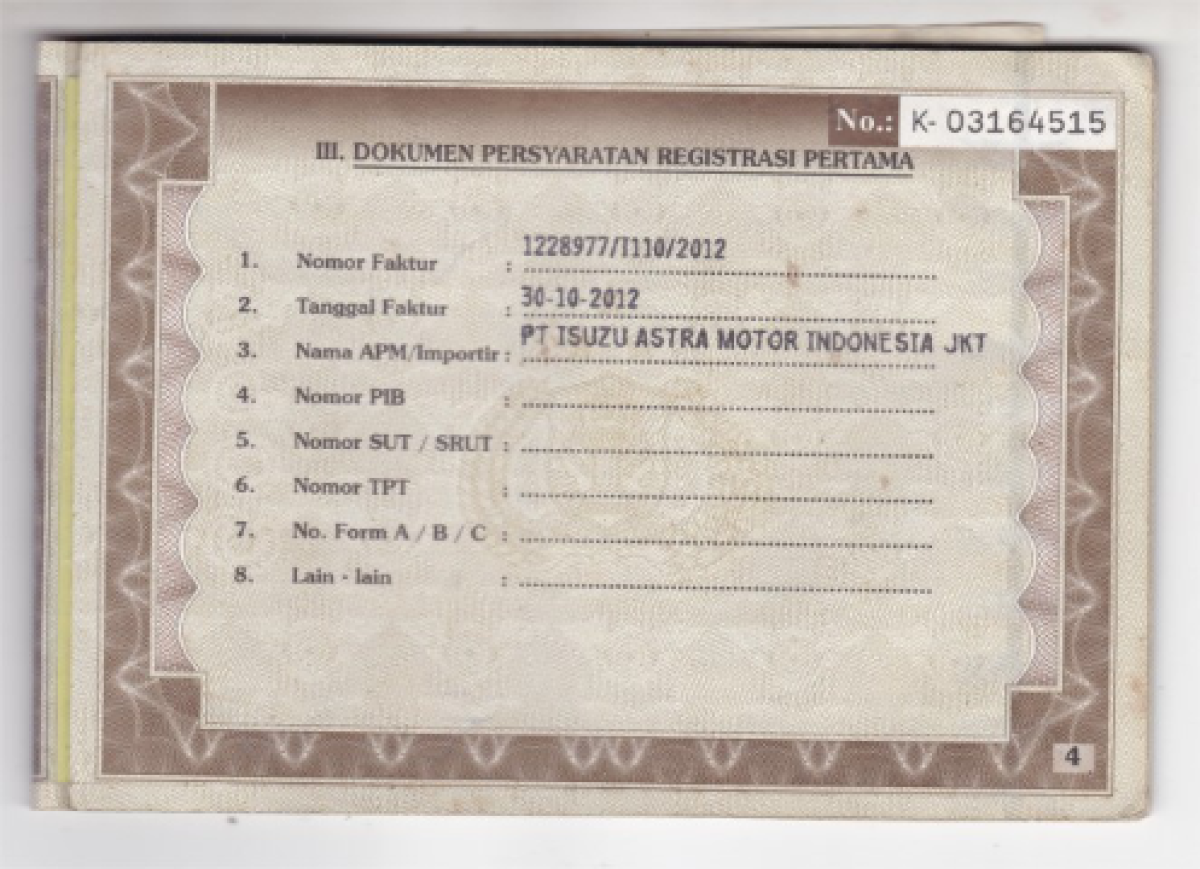 No.: K- 03164515
III. DOKUMEN PERSYARATAN REGISTRASI PERTAMA
1. Nomor Faktur : 1228977/I110/2012
2. Tanggal Faktur : 30-10-2012
3. Nama APM/Importir : PT ISUZU ASTRA MOTOR INDONESIA JKT
4. Nomor PIB :
5. Nomor SUT / SRUT :
6. Nomor TPT :
7. No. Form A / B / C :
8. Lain - lain :
4